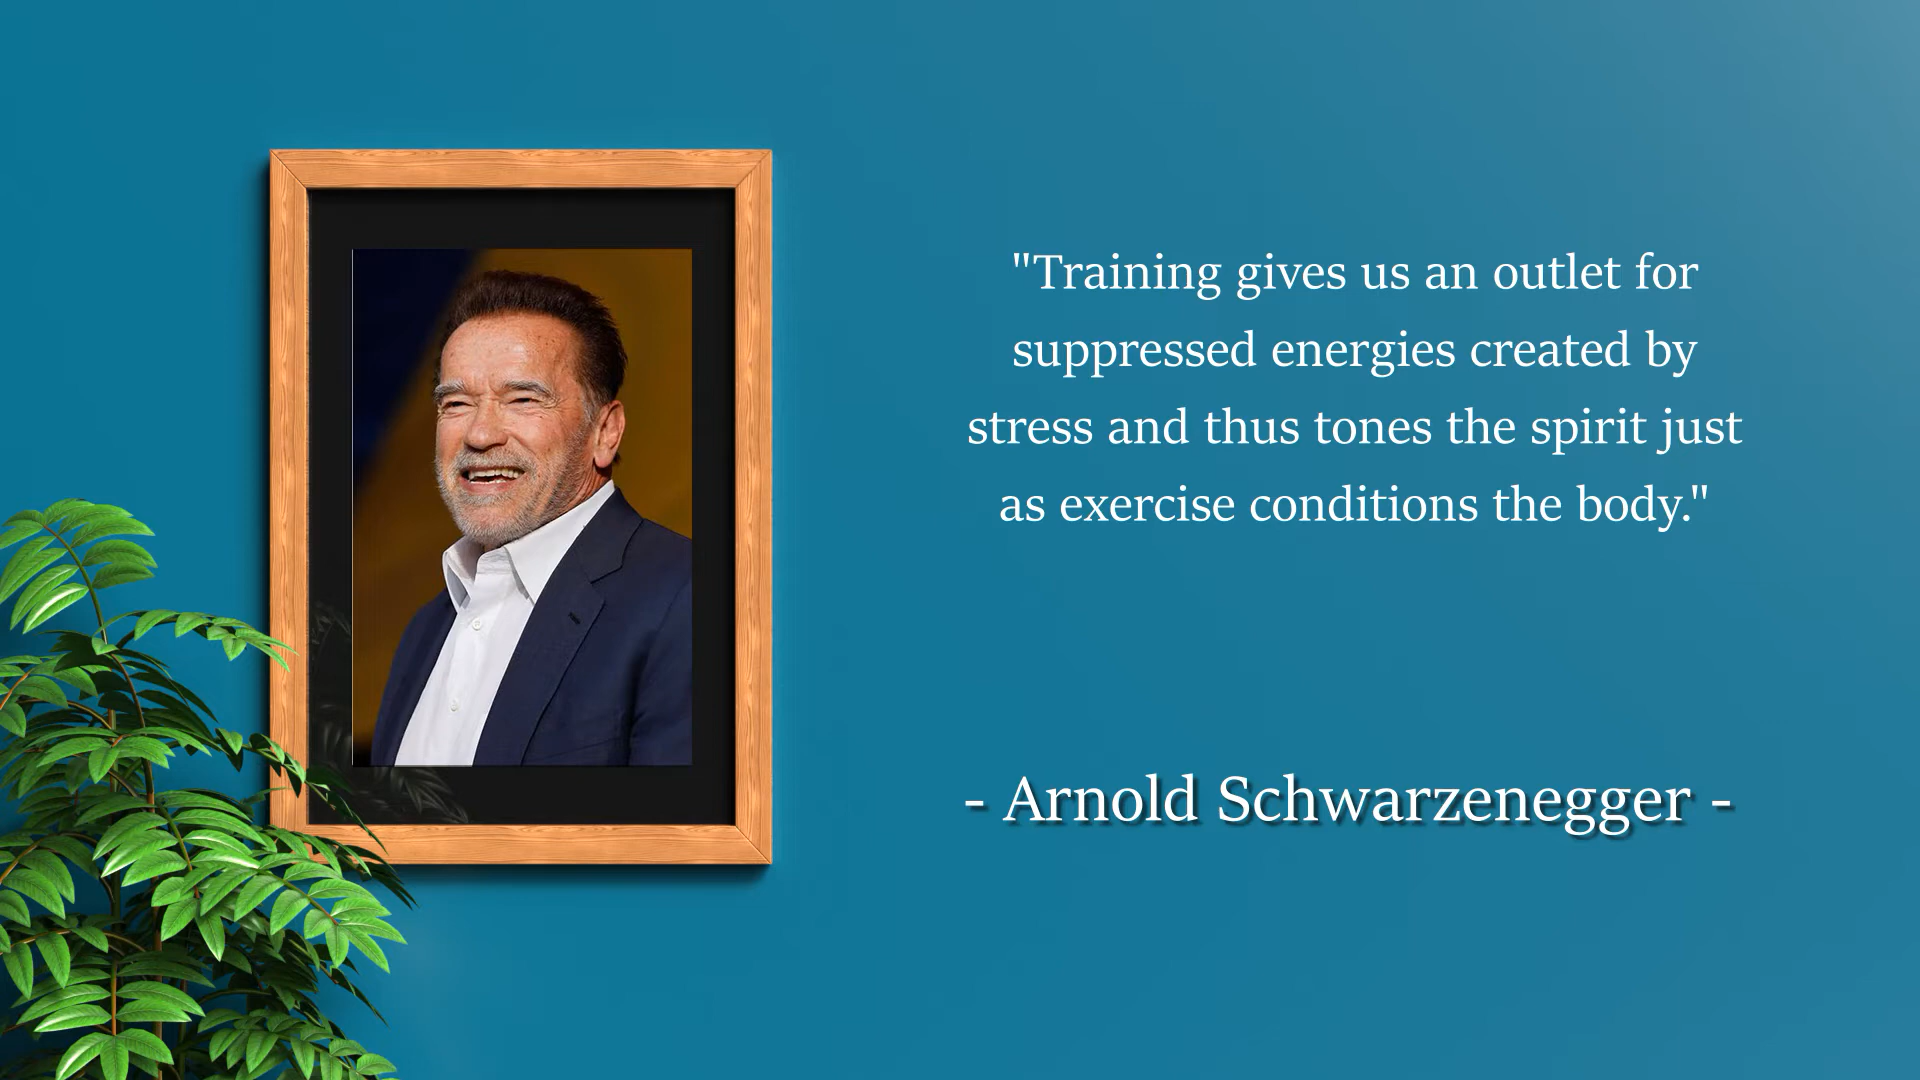 "Training gives us an outlet for
suppressed energies created by
stress and thus tones the spirit just
as exercise conditions the body."
- Arnold Schwarzenegger -